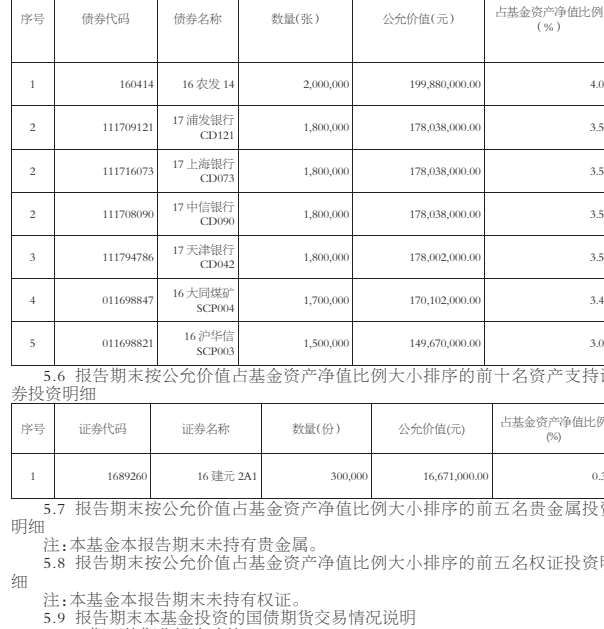 序号 债券代码 债券名称 数量(张) 公允价值(元) 占基金资产净值比例
(%)
1 160414 16 农发 14 2,000,000 199,880,000.00 4.0
2 111709121 17 浦发银行 CD121 1,800,000 178,038,000.00 3.5
2 111716073 17 上海银行 CD073 1,800,000 178,038,000.00 3.5
2 111708090 17 中信银行 CD090 1,800,000 178,038,000.00 3.5
3 111794786 17 天津银行 CD042 1,800,000 178,002,000.00 3.5
4 011698847 16 大同煤矿 SCP004 1,700,000 170,102,000.00 3.4
5 011698821 16 沪华信 SCP003 1,500,000 149,670,000.00 3.0
5.6 报告期末按公允价值占基金资产净值比例大小排序的前十名资产支持证
券投资明细
序号 证券代码 证券名称 数量(份) 公允价值(元) 占基金资产净值比例
(%)
1 1689260 16 建元 2A1 300,000 16,671,000.00 0.3
5.7 报告期末按公允价值占基金资产净值比例大小排序的前五名贵金属投资
明细
注:本基金本报告期末未持有贵金属。
5.8 报告期末按公允价值占基金资产净值比例大小排序的前五名权证投资明
细
注:本基金本报告期末未持有权证。
5.9 报告期末本基金投资的国债期货交易情况说明